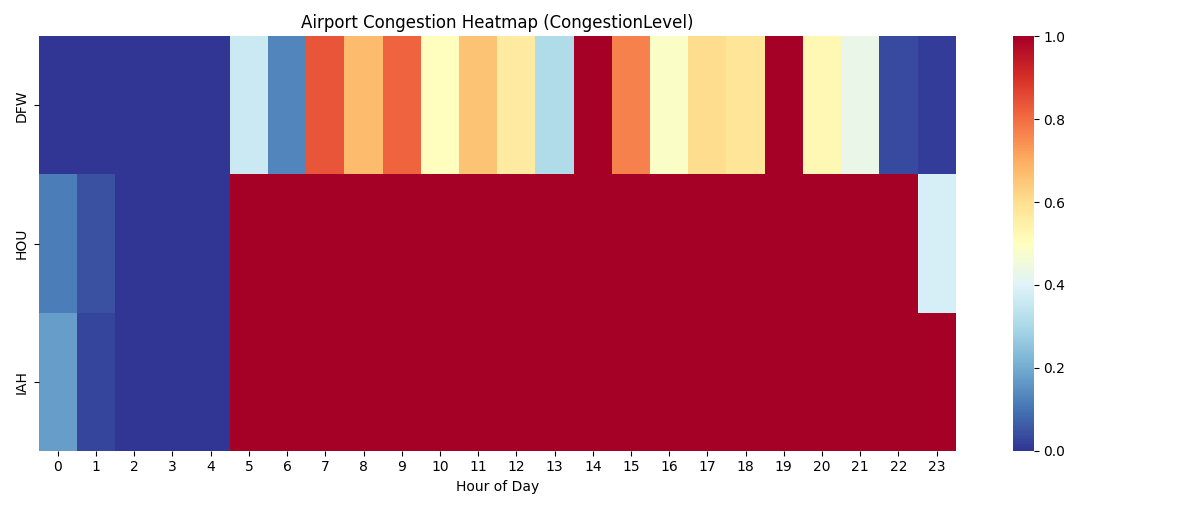 Airport Congestion Heatmap (CongestionLevel)
DFW
HOU
IAH
0 1 2 3 4 5 6 7 8 9 10 11 12 13 14 15 16 17 18 19 20 21 22 23
Hour of Day
1.0
0.8
0.6
0.4
0.2
0.0